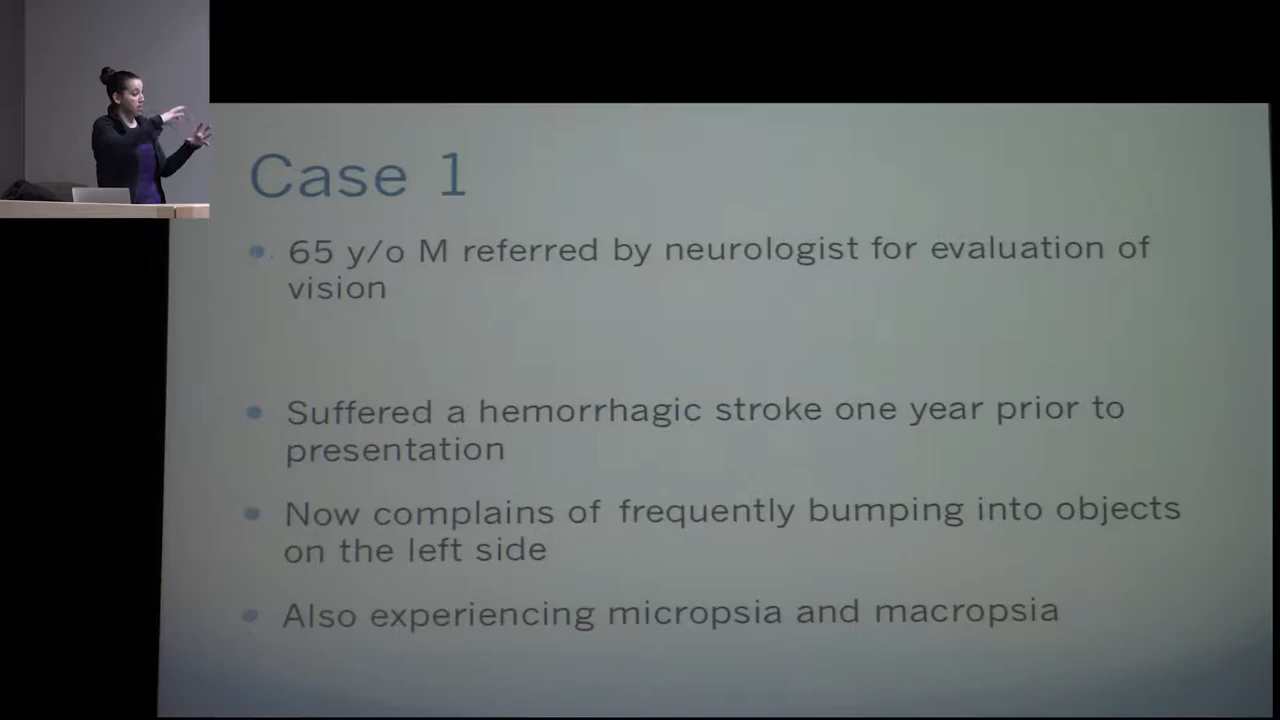 Case 1
65 y/o M referred by neurologist for evaluation of
vision
Suffered a hemorrhagic stroke one year prior to
presentation
Now complains of frequently bumping into objects
on the left side
Also experiencing micropsia and macropsia